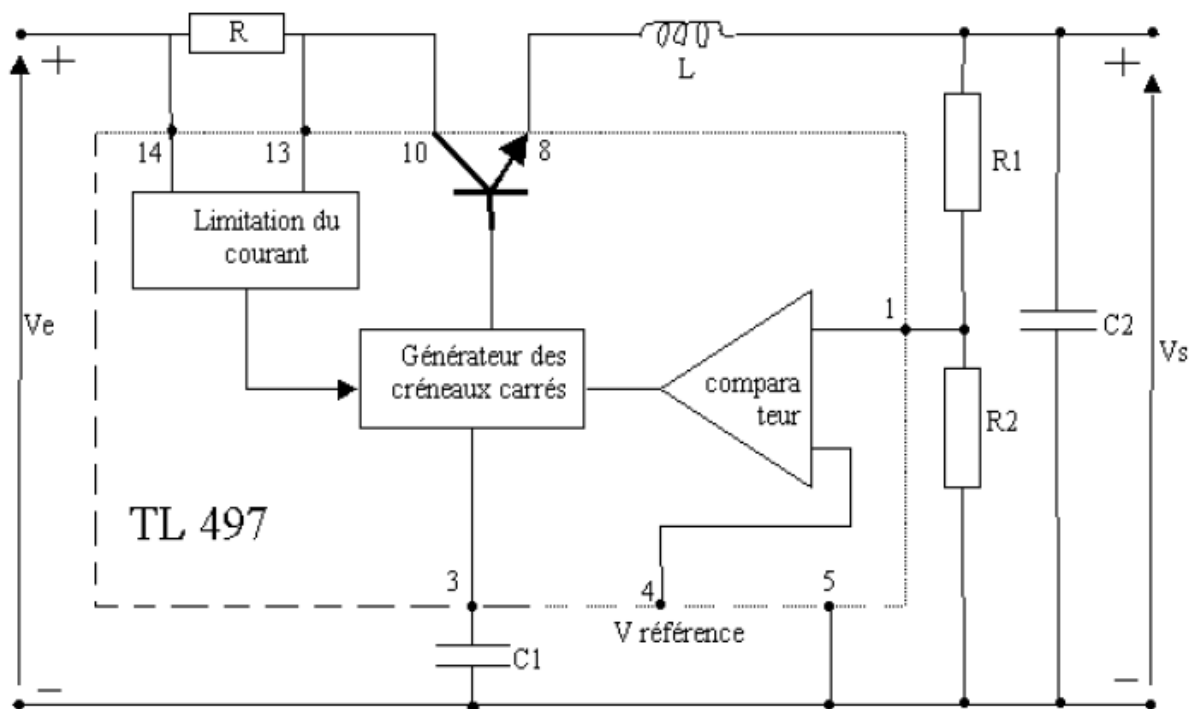 R
+
L
+
14
13
10
8
R1
Limitation du
courant
Ve
1
C2
Vs
Générateur des
créneaux carrés
compara
teur
R2
TL 497
3
4
5
V référence
C1
−
−